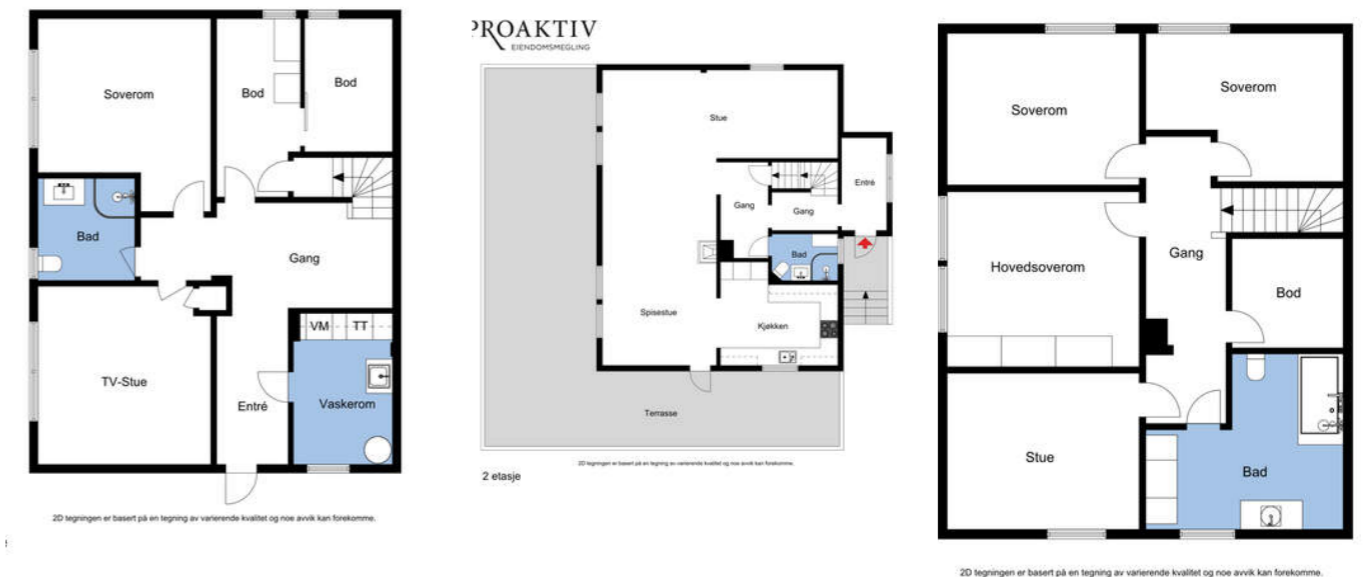 Soverom
Bod
Bod
Bad
Gang
VM
TT
TV-Stue
Entré
Vaskerom
2D tegningen er basert på en tegning av varierende kvalitet og noe avvik kan forekomme.
PROAKTIV
EIENDOMSMEGLING
Stue
Entré
Gang
Gang
Bad
Spisestue
Kjøkken
Terrasse
2D tegningen er basert på en tegning av varierende kvalitet og noe avvik kan forekomme.
2 etasje
Soverom
Soverom
Hovedsoverom
Gang
Bod
Stue
Bad
2D tegningen er basert på en tegning av varierende kvalitet og noe avvik kan forekomme.